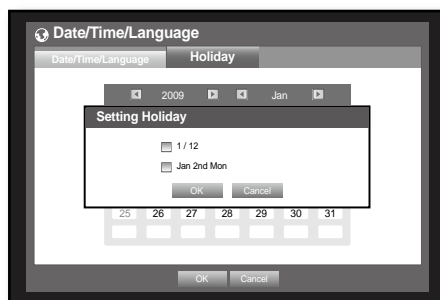 Date/Time/Language
Date/Time/Language Holiday
2009 Jan
Setting Holiday
1 / 12
Jan 2nd Mon
OK Cancel
25 26 27 28 29 30 31
OK Cancel